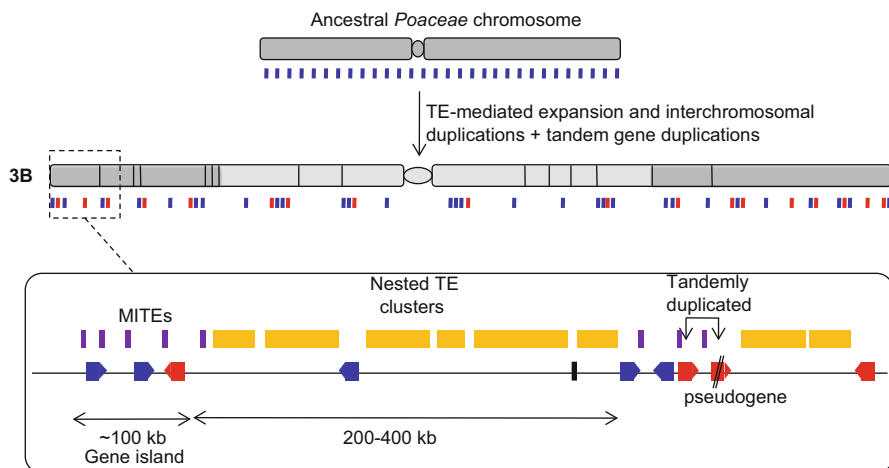 Ancestral Poaceae chromosome
TE-mediated expansion and interchromosomal
duplications + tandem gene duplications
3B
Nested TE
clusters
Tandemly
duplicated
MITEs
pseudogene
~100 kb
Gene island
200-400 kb